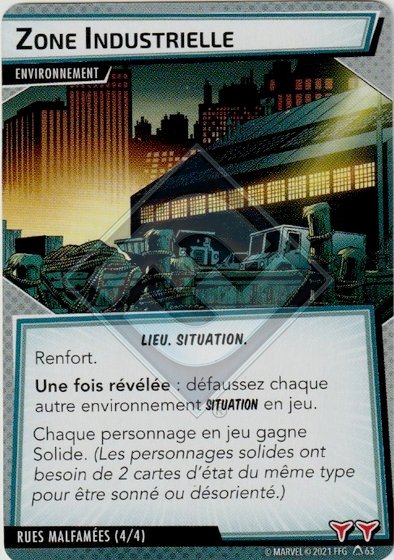 ZONE INDUSTRIELLE
ENVIRONNEMENT
LIEU. SITUATION.
Renfort.
Une fois révélée : défaussez chaque
autre environnement SITUATION en jeu.
Chaque personnage en jeu gagne
Solide. (Les personnages solides ont
besoin de 2 cartes d'état du même type
pour être sonné ou désorienté.)
© MARVEL © 2021 FFG 63
RUES MALFAMÉES (4/4)